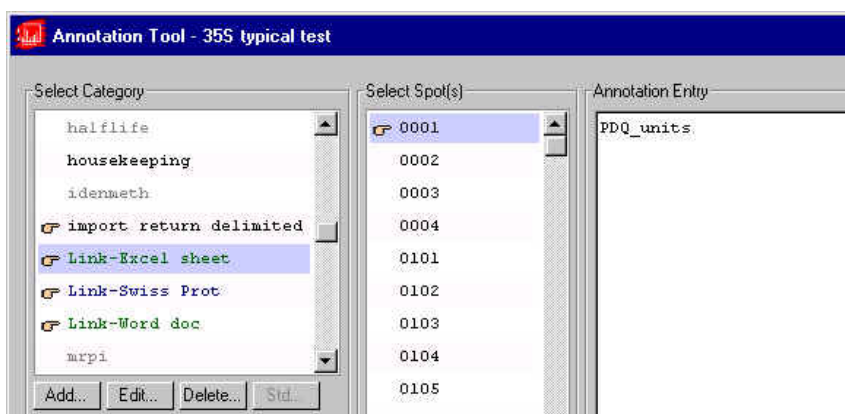 Annotation Tool - 35S typical test
Select Category
halflife
housekeeping
idenmeth
import return delimited
Link-Excel sheet
Link-Swiss Prot
Link-Word doc
mrpi
Add...
Edit...
Delete...
Std...
Select Spot(s)
0001
0002
0003
0004
0101
0102
0103
0104
0105
Annotation Entry
PDQ_units